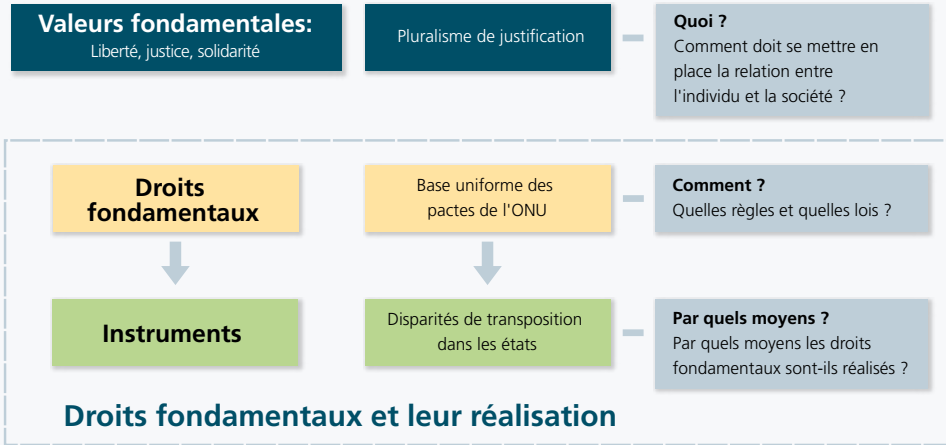 Valeurs fondamentales:
Liberté, justice, solidarité
Pluralisme de justification
Quoi ?
Comment doit se mettre en
place la relation entre
l'individu et la société ?
Droits
fondamentaux
Base uniforme des
pactes de l'ONU
Comment ?
Quelles règles et quelles lois ?
Instruments
Disparités de transposition
dans les états
Par quels moyens ?
Par quels moyens les droits
fondamentaux sont-ils réalisés ?
Droits fondamentaux et leur réalisation